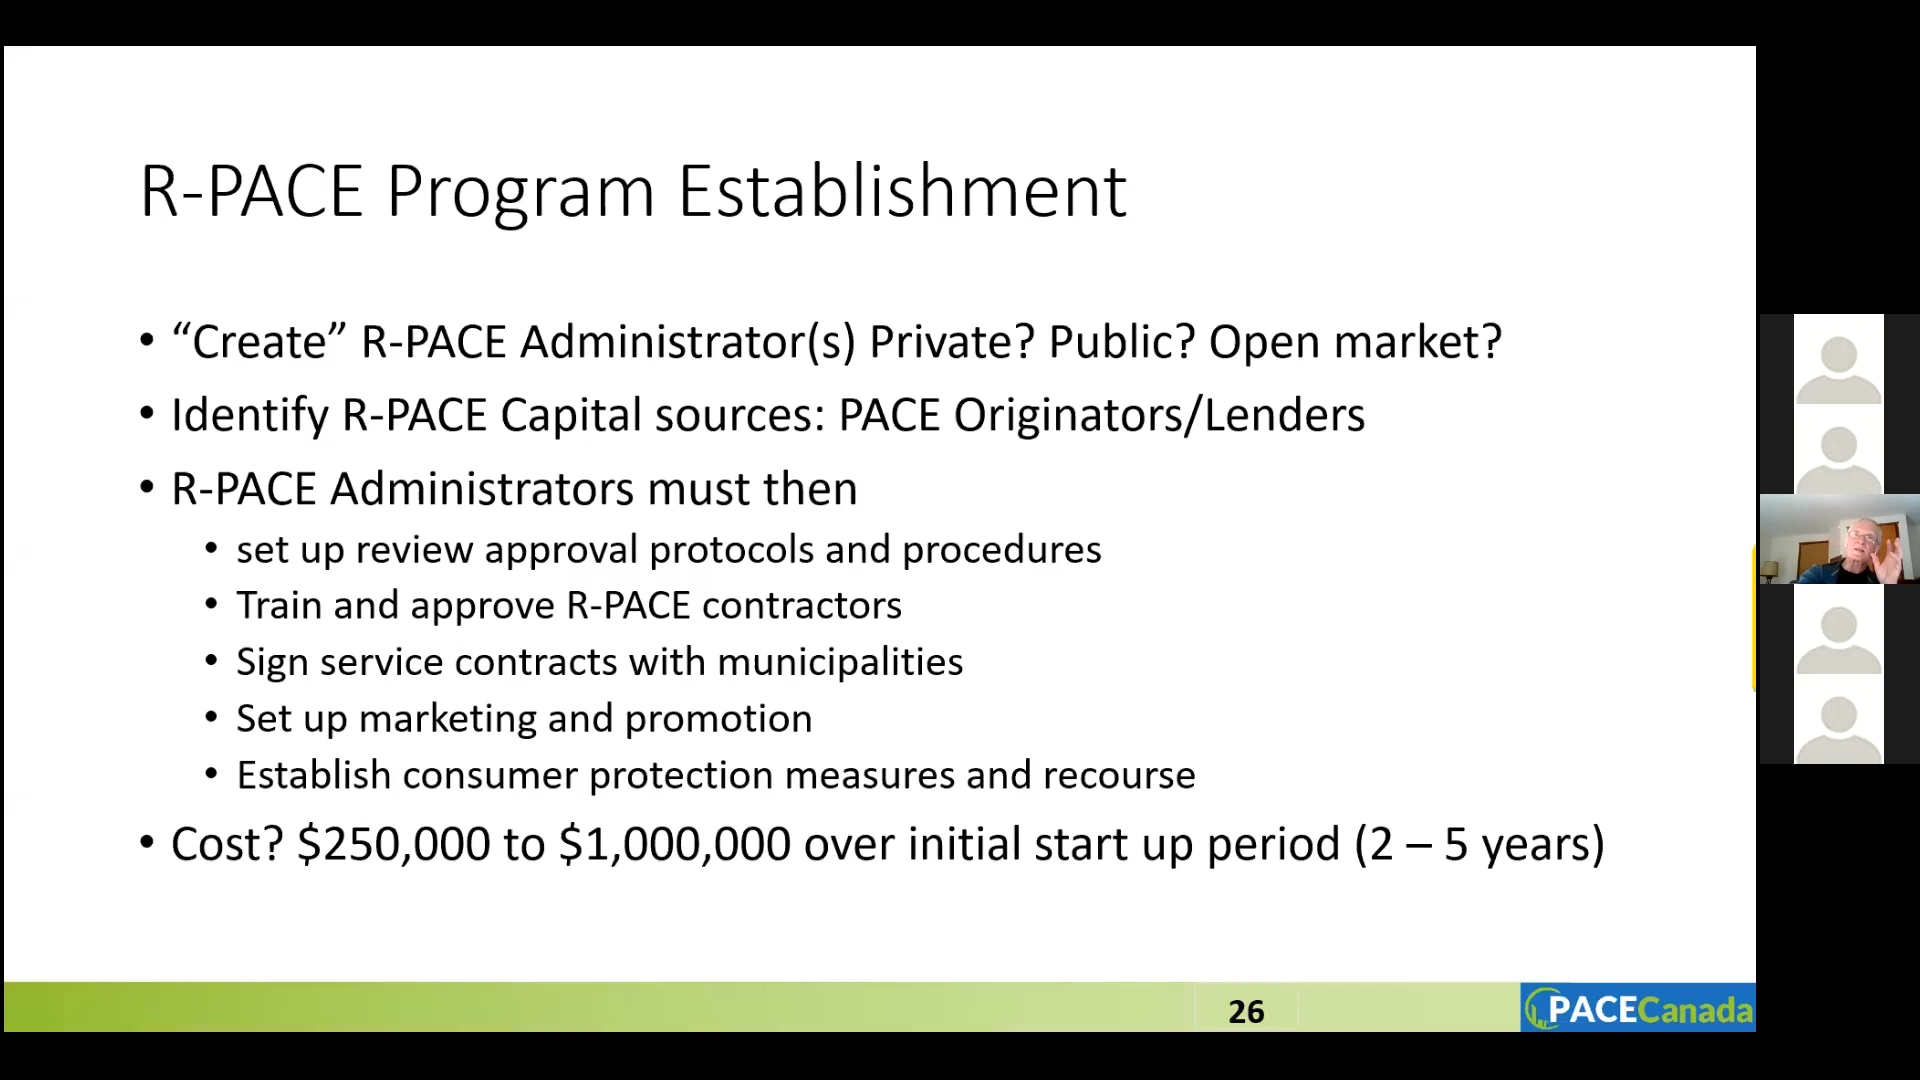 R-PACE Program Establishment
• “Create” R-PACE Administrator(s) Private? Public? Open market?
• Identify R-PACE Capital sources: PACE Originators/Lenders
• R-PACE Administrators must then
• set up review approval protocols and procedures
• Train and approve R-PACE contractors
• Sign service contracts with municipalities
• Set up marketing and promotion
• Establish consumer protection measures and recourse
• Cost? $250,000 to $1,000,000 over initial start up period (2 – 5 years)
26
PACECanada